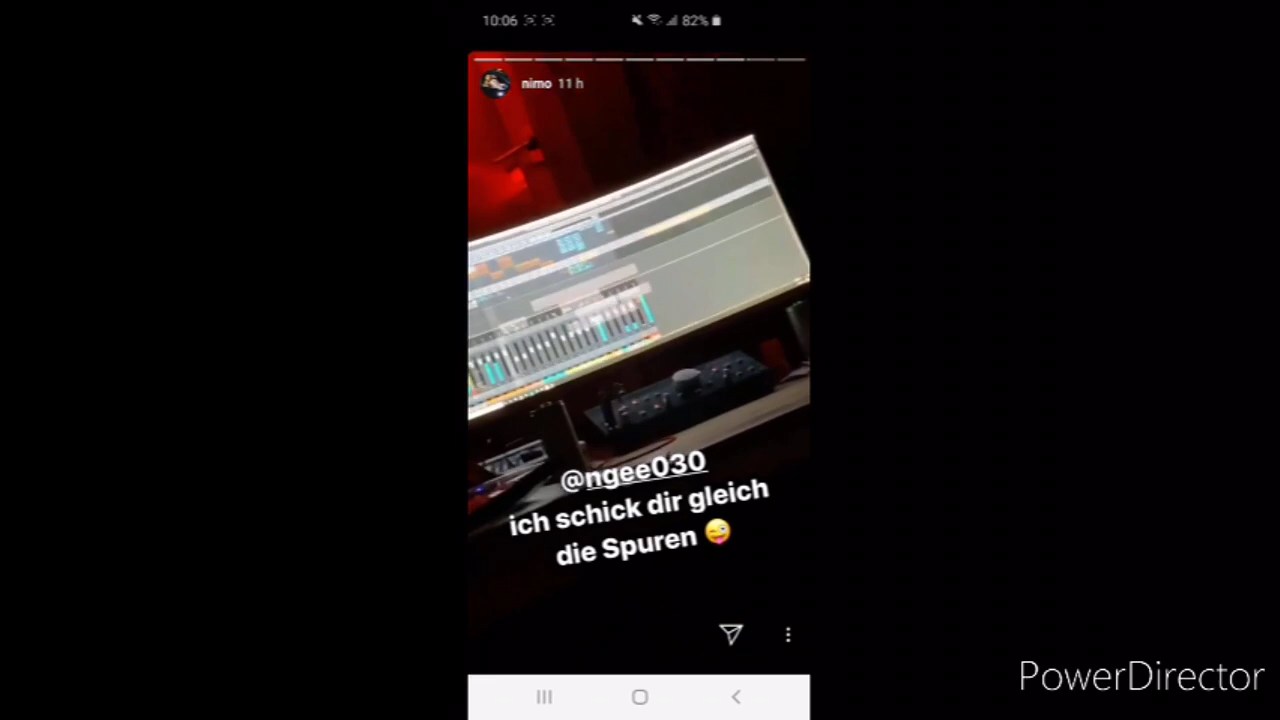 10:06 82%
nimo 11 h
@ngee030
ich schick dir gleich
die Spuren 😜
PowerDirector